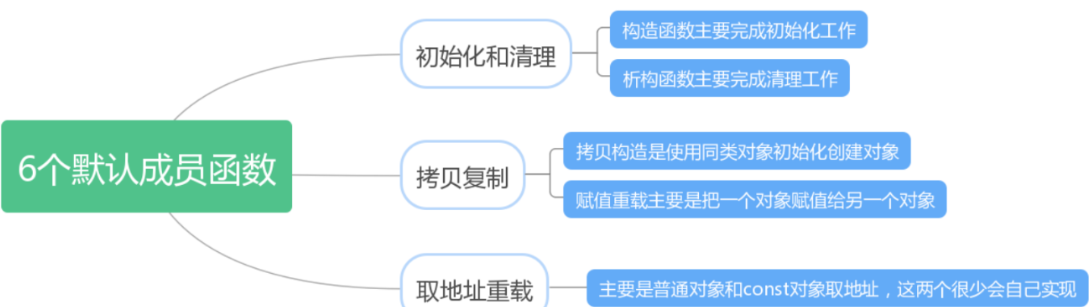 6个默认成员函数
初始化和清理
构造函数主要完成初始化工作
析构函数主要完成清理工作
拷贝复制
拷贝构造是使用同类对象初始化创建对象
赋值重载主要是把一个对象赋值给另一个对象
取地址重载
主要是普通对象和const对象取地址，这两个很少会自己实现